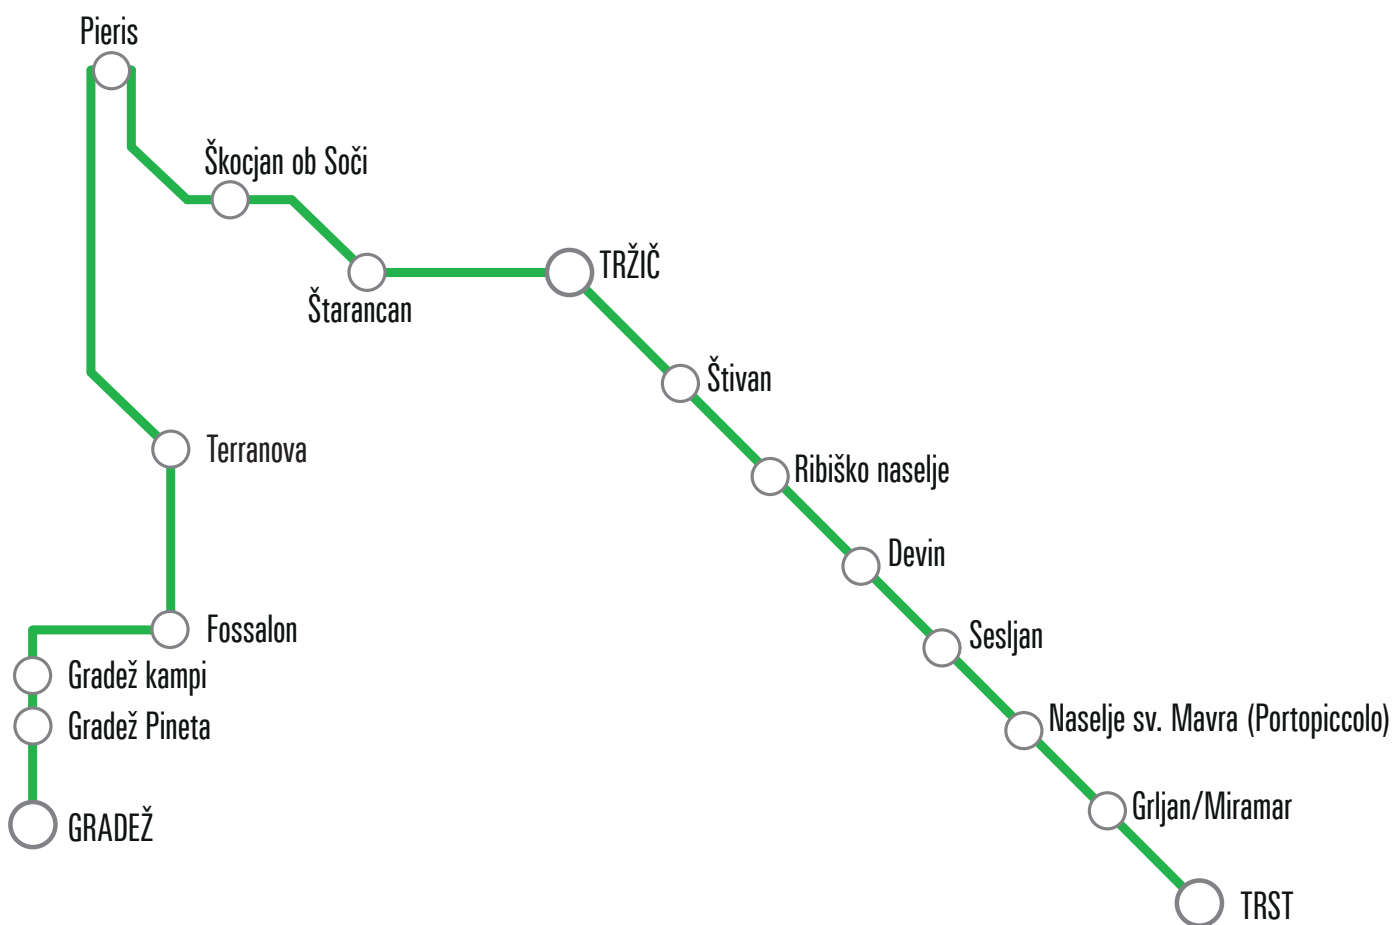 Pieris
Škocjan ob Soči
TRŽIČ
Štarancan
Štivan
Terranova
Ribiško naselje
Devin
Fossalon
Sesljan
Gradež kampi
Gradež Pineta
Naselje sv. Mavra (Portopiccolo)
Grljan/Miramar
GRADEŽ
TRST